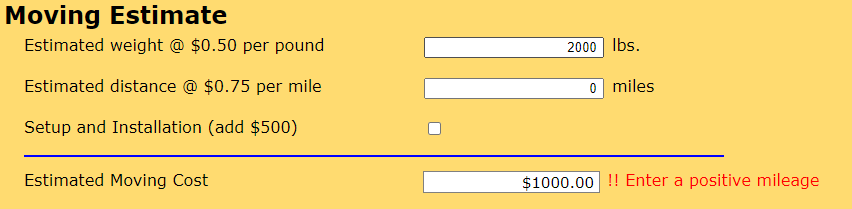 Moving Estimate
Estimated weight @ $0.50 per pound 2000 lbs.
Estimated distance @ $0.75 per mile 0 miles
Setup and Installation (add $500)
Estimated Moving Cost $1000.00 !! Enter a positive mileage